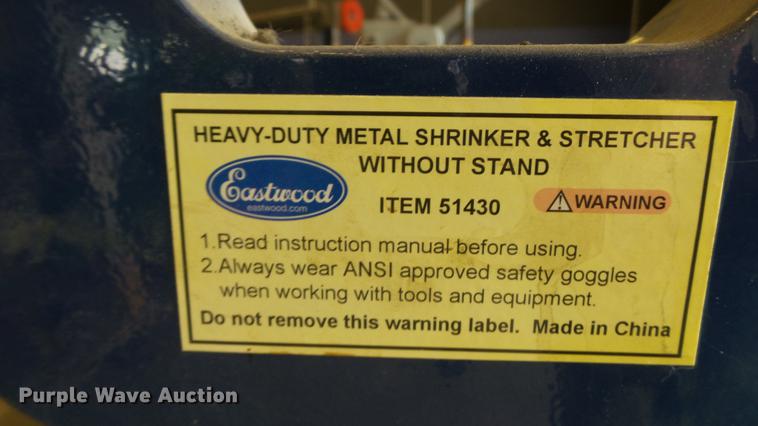 HEAVY-DUTY METAL SHRINKER & STRETCHER
WITHOUT STAND
Eastwood
eastwood.com
ITEM 51430
WARNING
1.Read instruction manual before using.
2.Always wear ANSI approved safety goggles
when working with tools and equipment.
Do not remove this warning label. Made in China
Purple Wave Auction